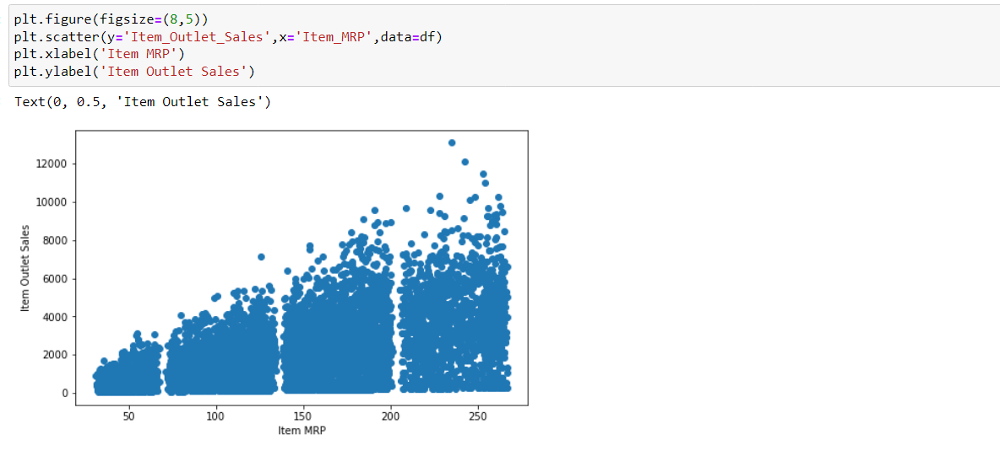 plt.figure(figsize=(8,5))
plt.scatter(y='Item_Outlet_Sales',x='Item_MRP',data=df)
plt.xlabel('Item MRP')
plt.ylabel('Item Outlet Sales')
Text(0, 0.5, 'Item Outlet Sales')
12000
10000
8000
6000
4000
2000
0
Item Outlet Sales
50 100 150 200 250
Item MRP